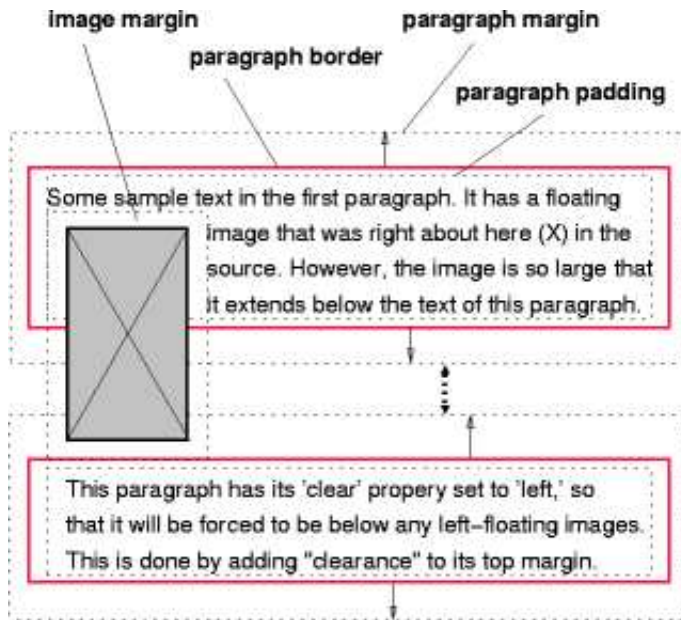 image margin
paragraph margin
paragraph border
paragraph padding
Some sample text in the first paragraph. It has a floating
image that was right about here (X) in the
source. However, the image is so large that
it extends below the text of this paragraph.
This paragraph has its 'clear' propery set to 'left,' so
that it will be forced to be below any left-floating images.
This is done by adding "clearance" to its top margin.